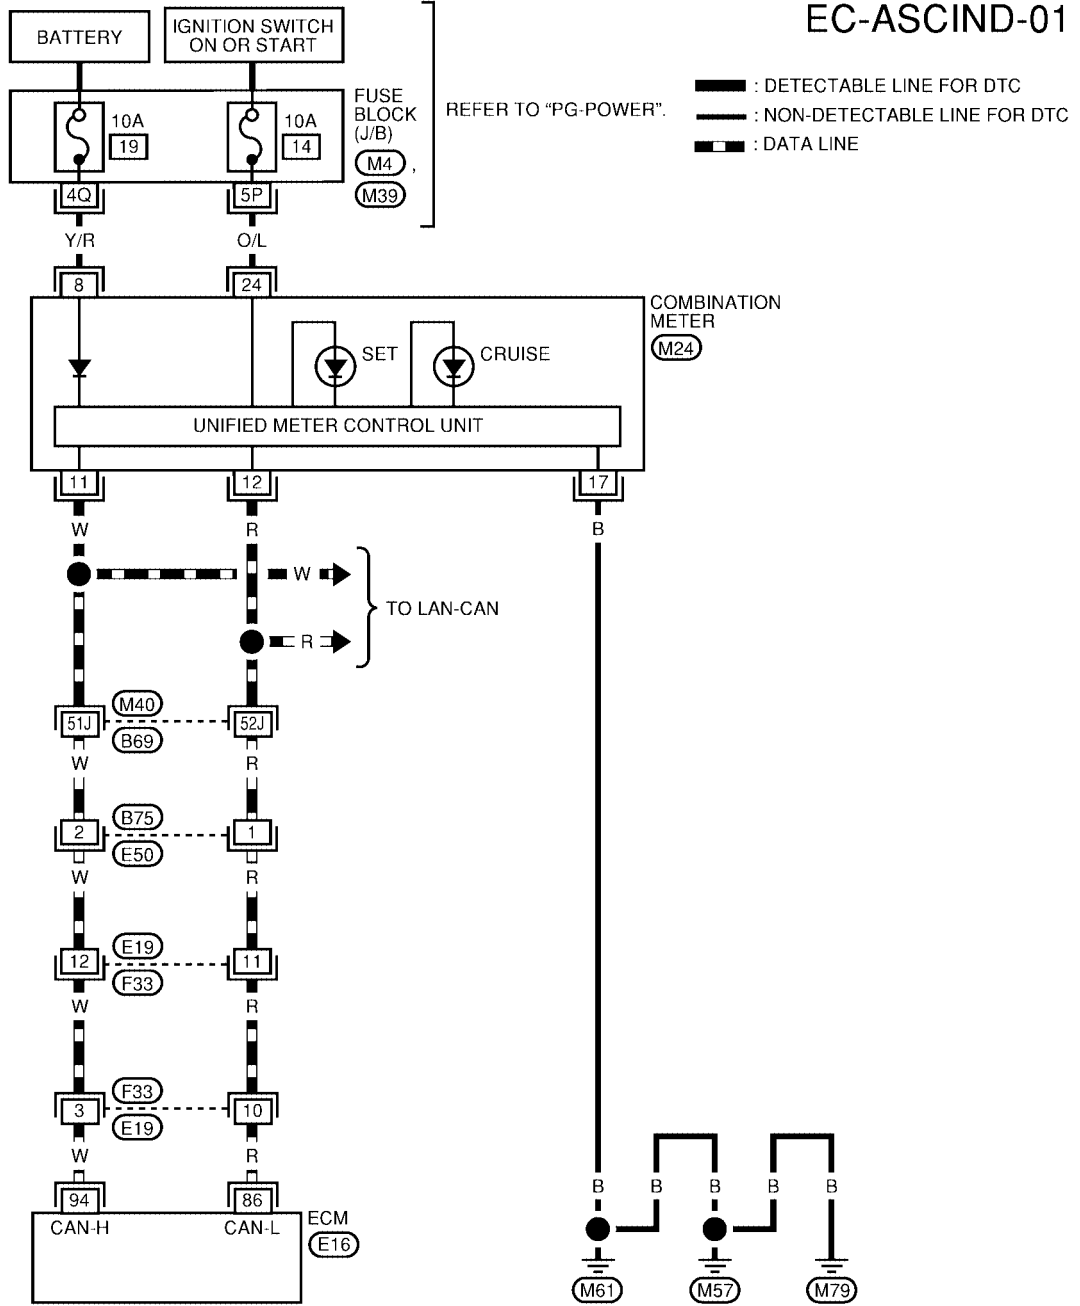 EC-ASCIND-01
BATTERY
IGNITION SWITCH
ON OR START
: DETECTABLE LINE FOR DTC
: NON-DETECTABLE LINE FOR DTC
: DATA LINE
10A
19
10A
14
FUSE
BLOCK
(J/B)
M4 ,
M39
REFER TO “PG-POWER”.
4Q
5P
Y/R
O/L
8
24
COMBINATION
METER
M24
SET
CRUISE
UNIFIED METER CONTROL UNIT
11
12
17
W
R
B
W
R
TO LAN-CAN
51J
M40
B69
52J
W
R
2
B75
E50
1
W
R
12
E19
F33
11
W
R
3
F33
E19
10
W
R
94
86
CAN-H
CAN-L
ECM
E16
B
B
B
B
B
M61
M57
M79